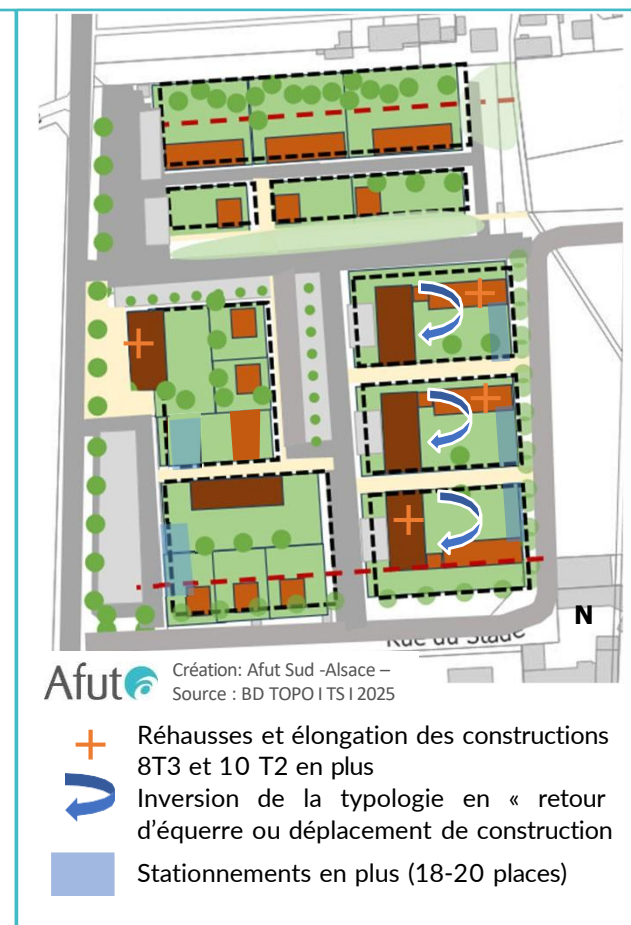 N
Rue du Stade
Afut
Création: Afut Sud -Alsace –
Source : BD TOPO I TS I 2025
Réhausses et élongation des constructions
8T3 et 10 T2 en plus
Inversion de la typologie en « retour
d’équerre ou déplacement de construction
Stationnements en plus (18-20 places)